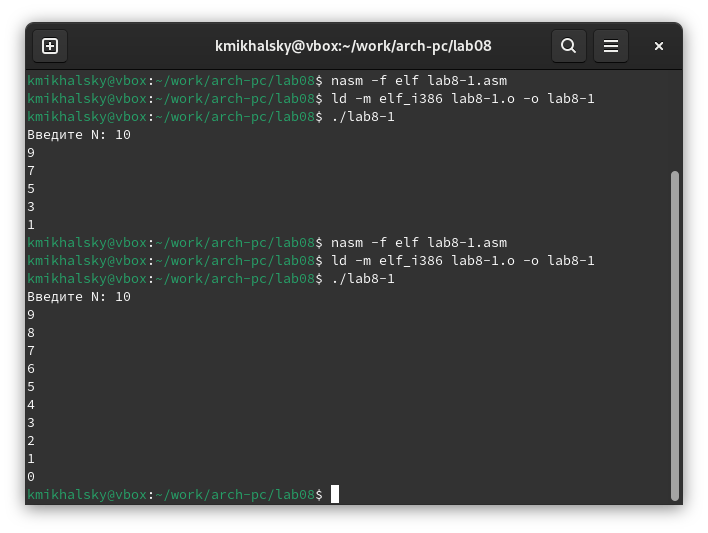 kmikhalsky@vbox:~/work/arch-pc/lab08
kmikhalsky@vbox:~/work/arch-pc/lab08$ nasm -f elf lab8-1.asm
kmikhalsky@vbox:~/work/arch-pc/lab08$ ld -m elf_i386 lab8-1.o -o lab8-1
kmikhalsky@vbox:~/work/arch-pc/lab08$ ./lab8-1
Введите N: 10
9
7
5
3
1
kmikhalsky@vbox:~/work/arch-pc/lab08$ nasm -f elf lab8-1.asm
kmikhalsky@vbox:~/work/arch-pc/lab08$ ld -m elf_i386 lab8-1.o -o lab8-1
kmikhalsky@vbox:~/work/arch-pc/lab08$ ./lab8-1
Введите N: 10
9
8
7
6
5
4
3
2
1
0
kmikhalsky@vbox:~/work/arch-pc/lab08$